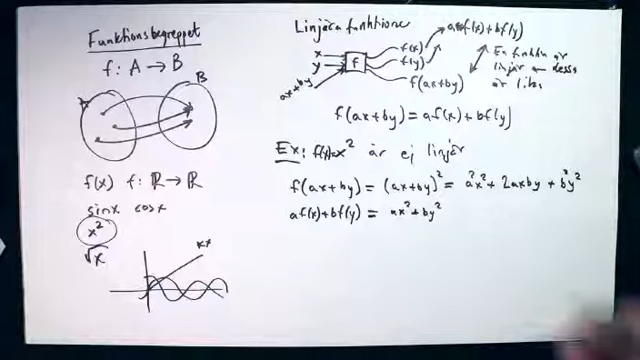 Funktionsbegreppet
f: A → B
A B
f(x) f: ℝ → ℝ
sinx cosx
x²
√x
kx
Linjära funktioner
x
y
ax+by
f
f(x)
f(y)
f(ax+by)
af(x)+bf(y)
En funktion är
linjär om dessa
är lika
f(ax+by) = af(x)+bf(y)
Ex: f(x)=x² är ej linjär
f(ax+by) = (ax+by)² = a²x² + 2axby + b²y²
af(x)+bf(y) = ax²+by²